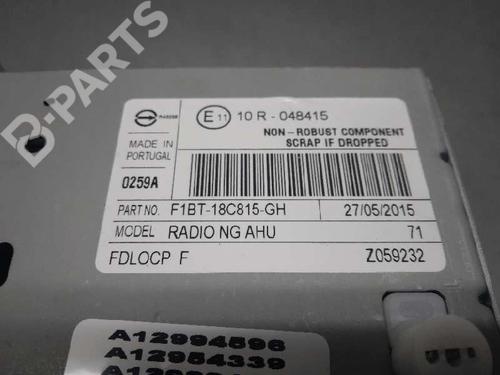 B-PARTS
E 11 10 R - 048415
NON - ROBUST COMPONENT
SCRAP IF DROPPED
MADE IN
PORTUGAL
0259A
PART NO. F1BT-18C815-GH 27/05/2015
MODEL RADIO NG AHU 71
FDLOCP F Z059232
A12994596
A12954339